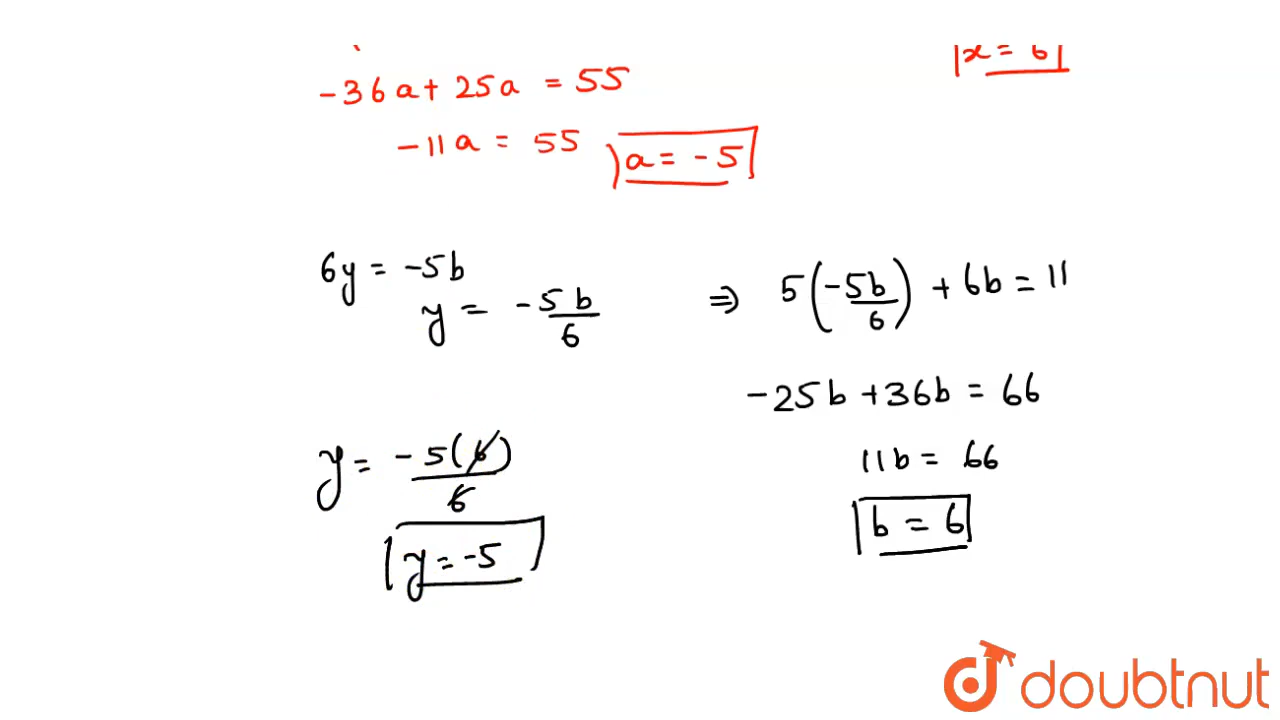 x = 6
-36a + 25a = 55
-11a = 55 a = -5
6y = -5b
y = -5b/6 ⇒ 5(-5b/6) + 6b = 11
-25b + 36b = 66
y = -5(6)/6
11b = 66
b = 6
y = -5
doubtnut